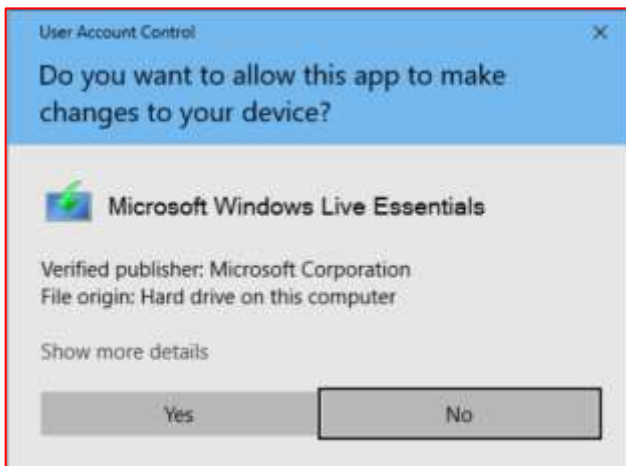 User Account Control
Do you want to allow this app to make
changes to your device?
Microsoft Windows Live Essentials
Verified publisher: Microsoft Corporation
File origin: Hard drive on this computer
Show more details
Yes
No